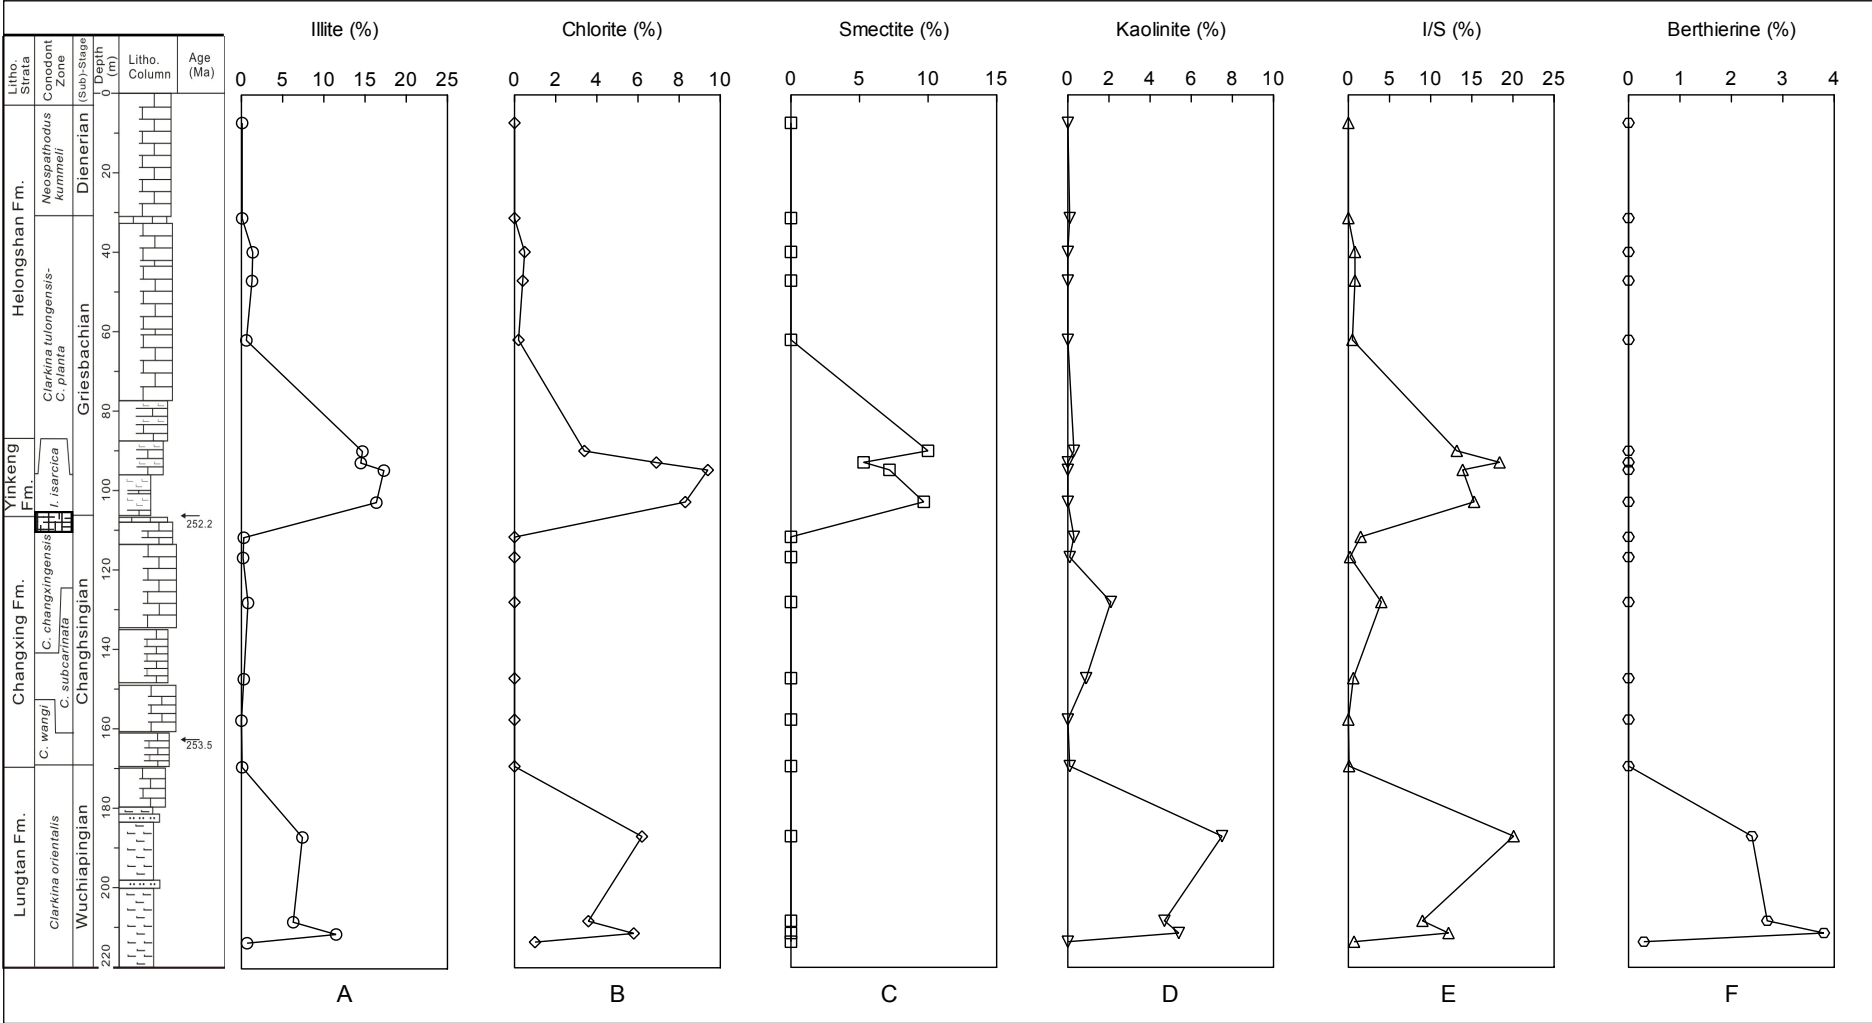 Illite (%) Chlorite (%) Smectite (%) Kaolinite (%) I/S (%) Berthierine (%)
Litho. Strata
Conodont Zone
(Sub)-Stage
Depth (m)
Litho. Column
Age (Ma)
0 5 10 15 20 25
0 2 4 6 8 10
0 5 10 15
0 2 4 6 8 10
0 5 10 15 20 25
0 1 2 3 4
0
20
40
60
80
100
120
140
160
180
200
220
Helongshan Fm.
Yinkeng Fm.
Changxing Fm.
Lungtan Fm.
Neospathodus kummeli
Clarkina tulongensis-
C. planta
I. isarcica
C. changxingensis
C. subcarinata
C. wangi
Clarkina orientalis
Dienerian
Griesbachian
Changhsingian
Wuchiapingian
252.2
253.5
A B C D E F